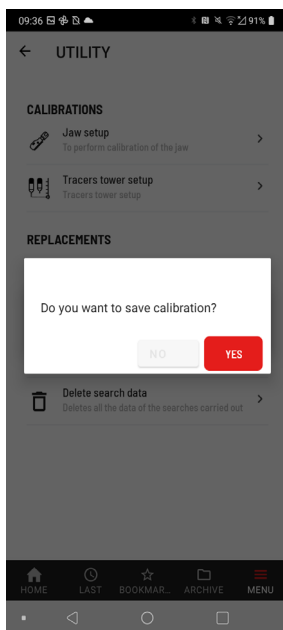 09:36
91%
UTILITY
CALIBRATIONS
Jaw setup
To perform calibration of the jaw
Tracers tower setup
Tracers tower setup
REPLACEMENTS
Do you want to save calibration?
NO
YES
Delete search data
Deletes all the data of the searches carried out
HOME
LAST
BOOKMAR...
ARCHIVE
MENU